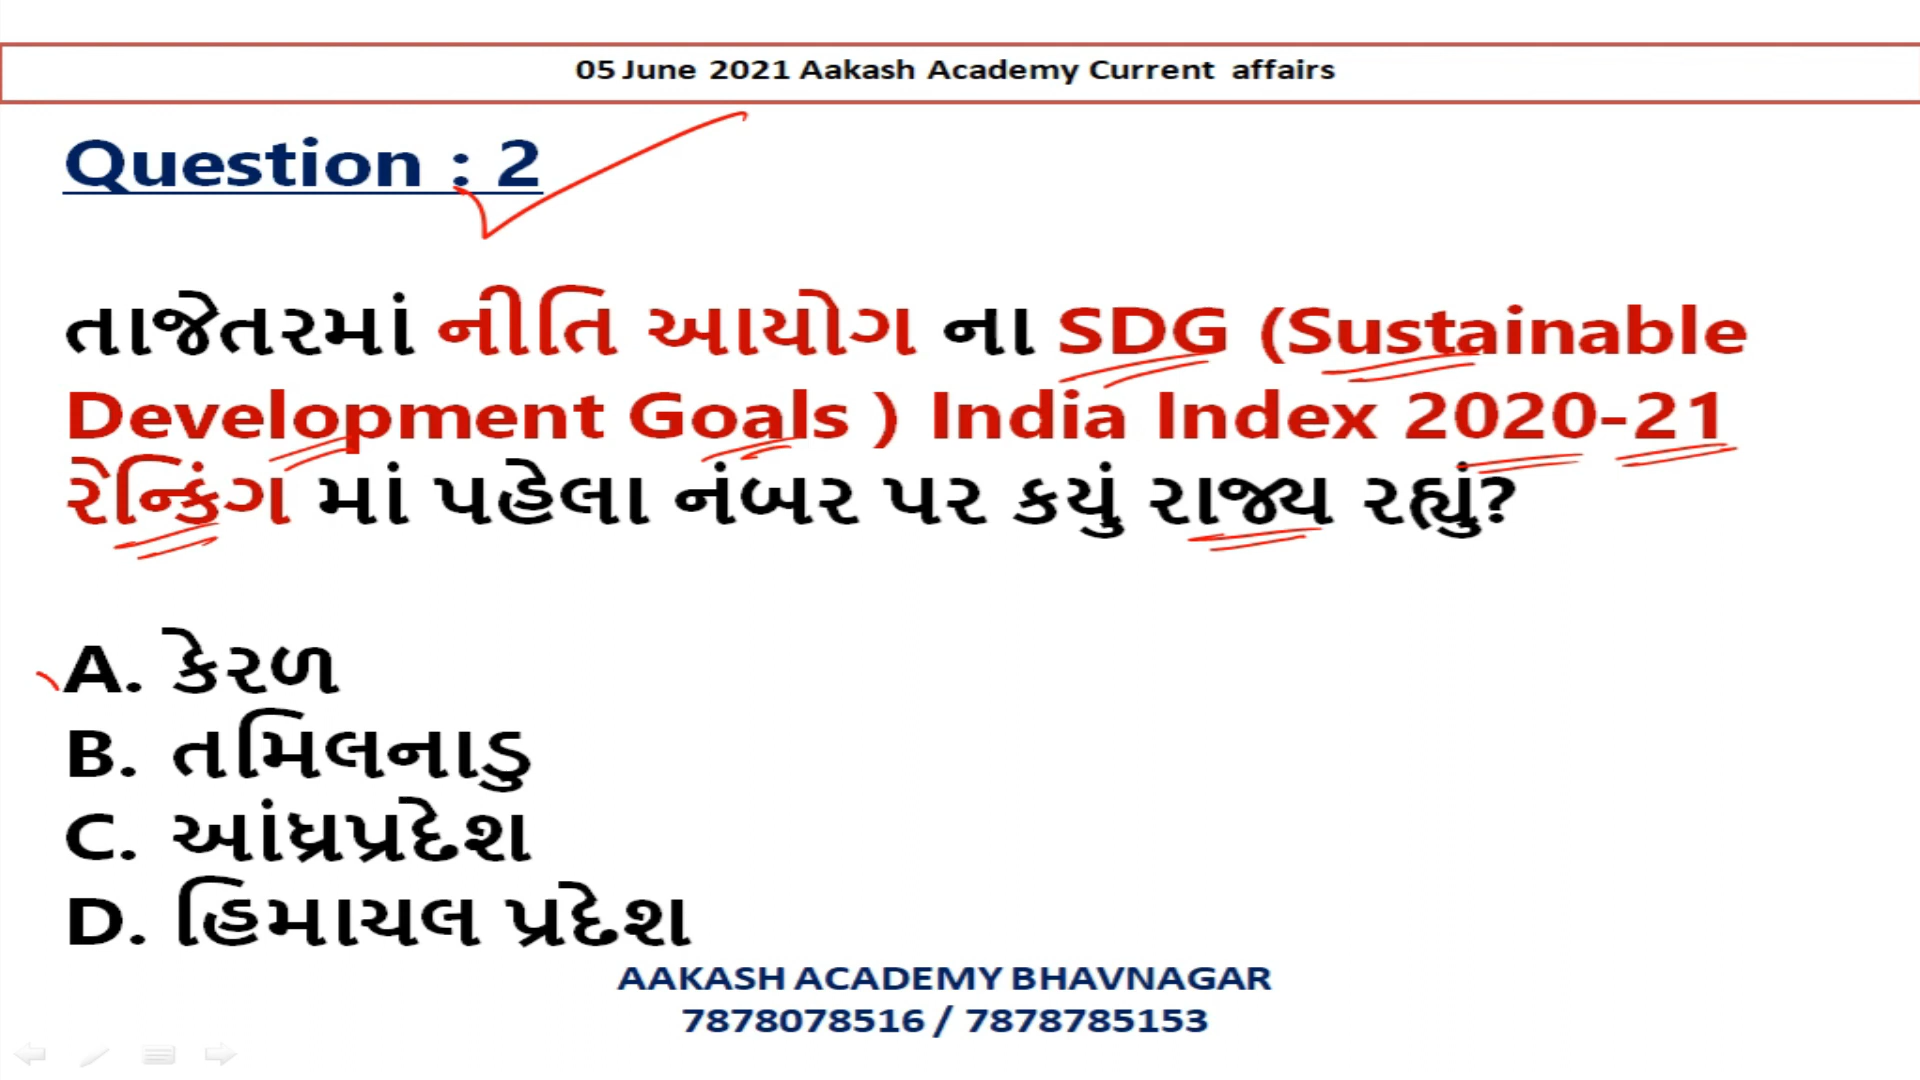 05 June 2021 Aakash Academy Current affairs
Question : 2
તાજેતરમાં નીતિ આયોગ ના SDG (Sustainable
Development Goals ) India Index 2020-21
રેન્કિંગ માં પહેલા નંબર પર કયું રાજ્ય રહ્યું?
A. કેરળ
B. તમિલનાડુ
C. આંધ્રપ્રદેશ
D. હિમાચલ પ્રદેશ
AAKASH ACADEMY BHAVNAGAR
7878078516 / 7878785153